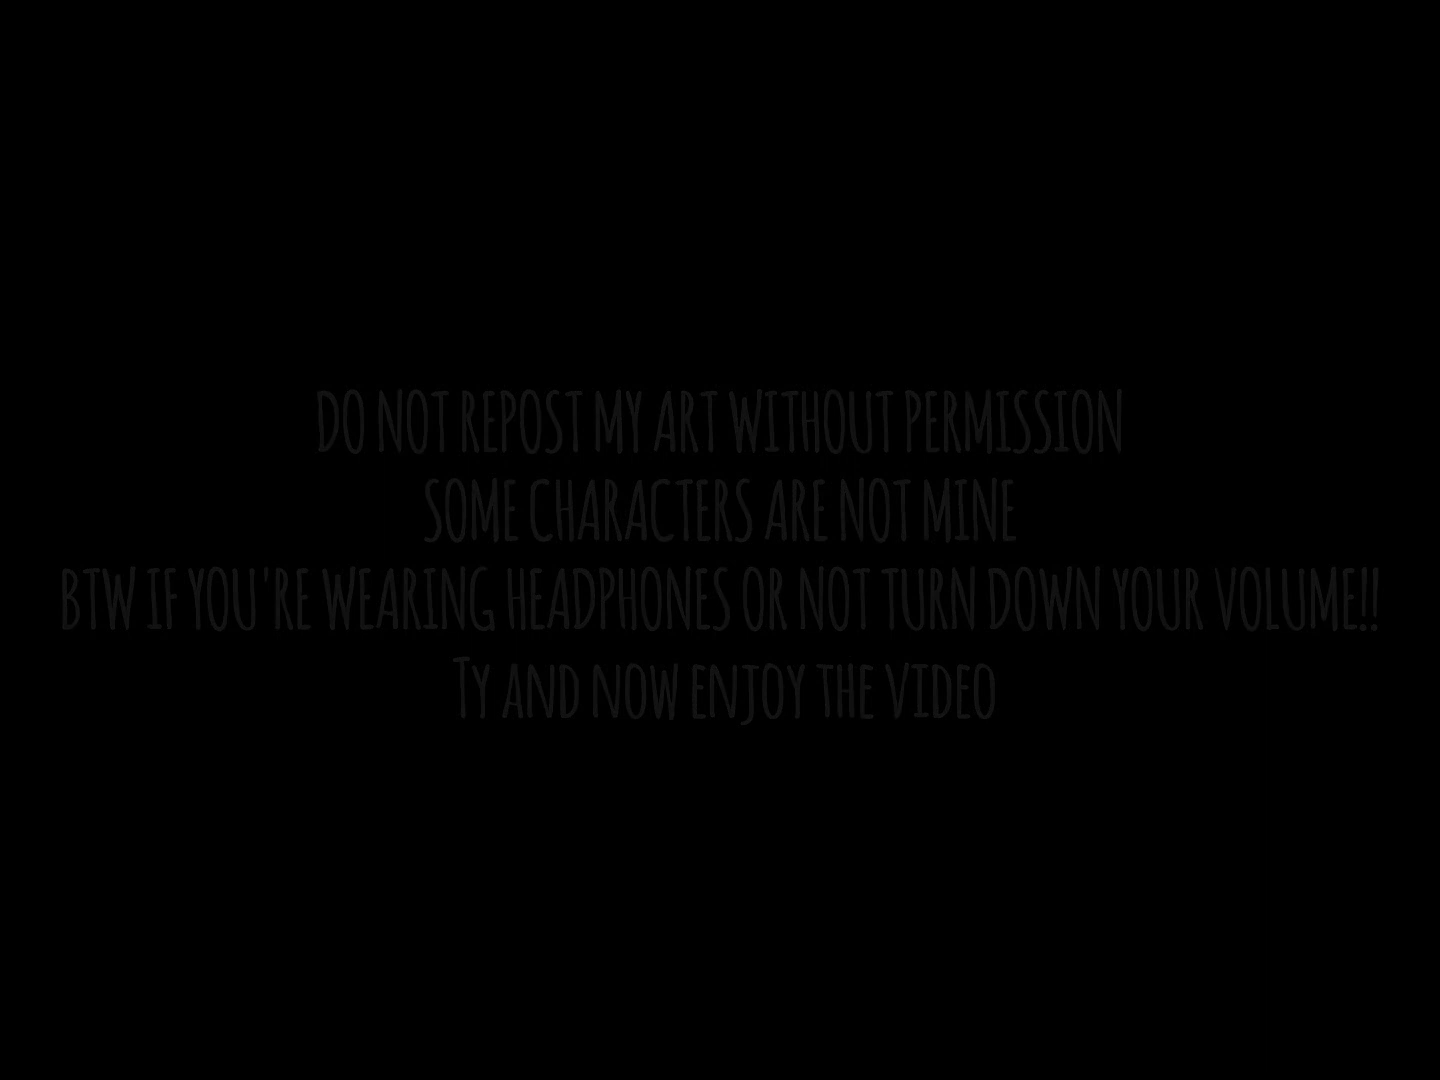 DO NOT REPOST MY ART WITHOUT PERMISSION
SOME CHARACTERS ARE NOT MINE
BTW IF YOU'RE WEARING HEADPHONES OR NOT TURN DOWN YOUR VOLUME!!
Ty and now enjoy the video